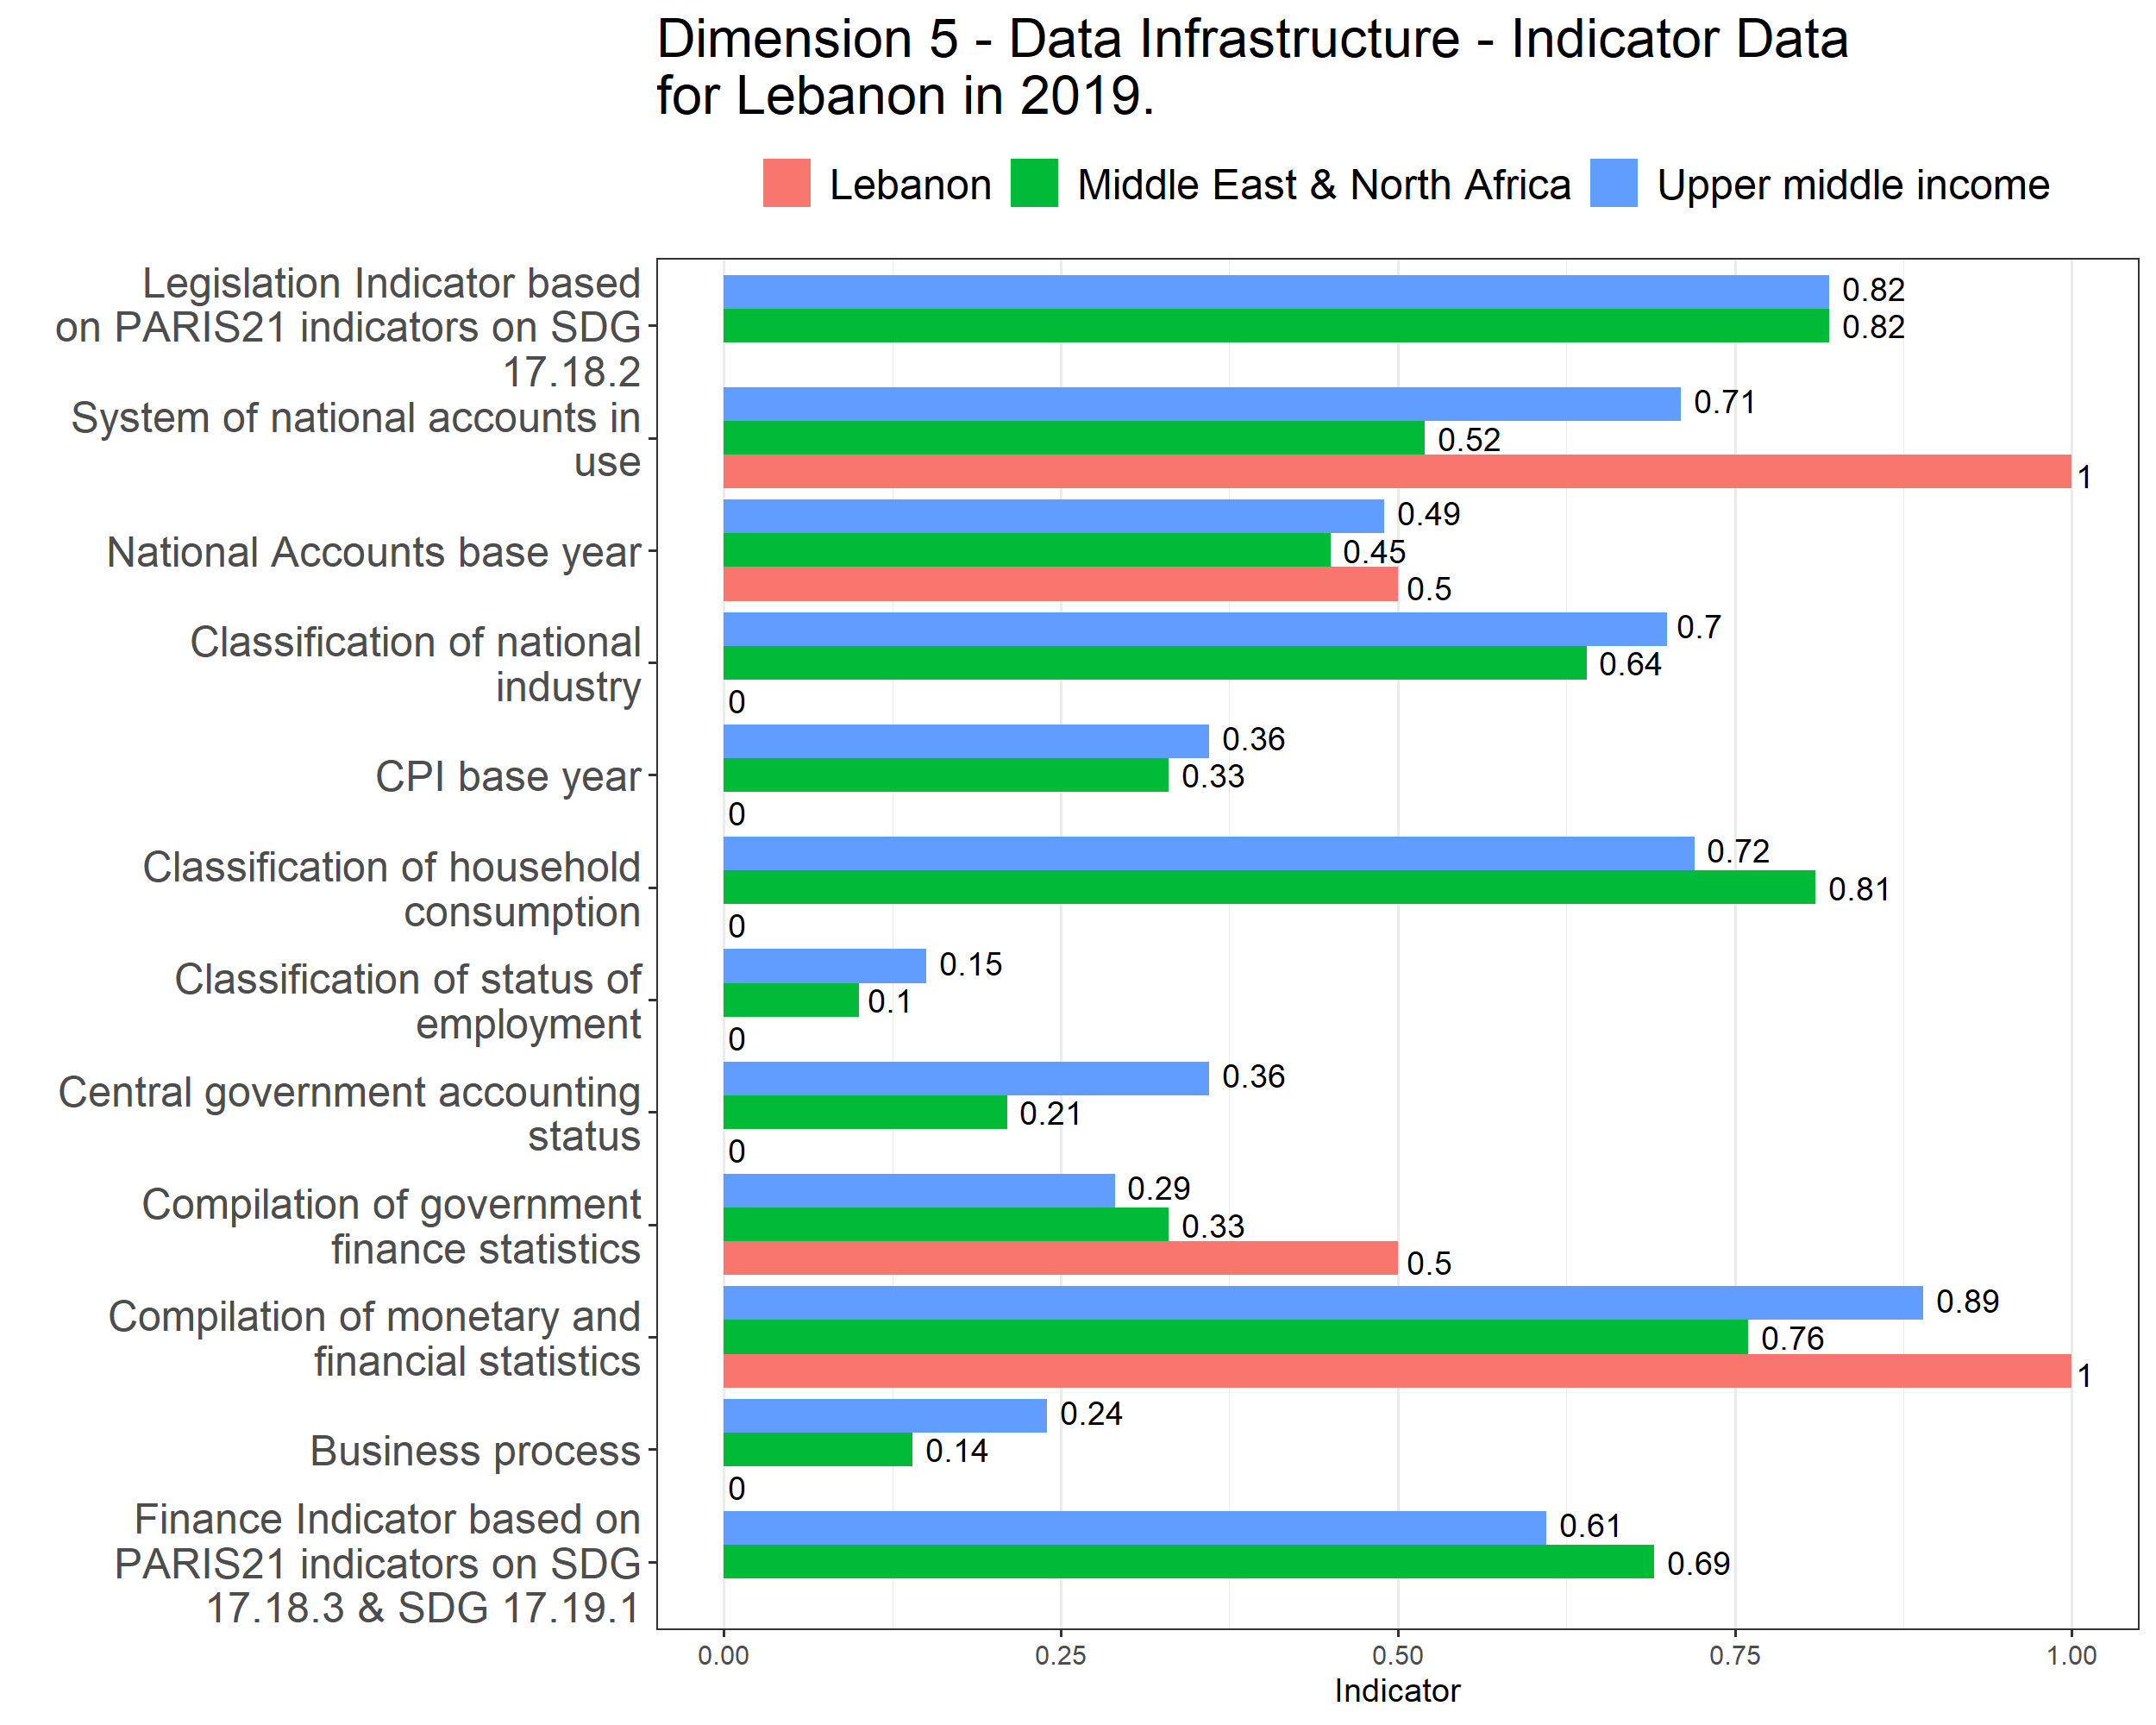 Dimension 5 - Data Infrastructure - Indicator Data
for Lebanon in 2019.
Lebanon
Middle East & North Africa
Upper middle income
Legislation Indicator based
on PARIS21 indicators on SDG
17.18.2
0.82
0.82
System of national accounts in
use
0.71
0.52
1
National Accounts base year
0.49
0.45
0.5
Classification of national
industry
0.7
0.64
0
CPI base year
0.36
0.33
0
Classification of household
consumption
0.72
0.81
0
Classification of status of
employment
0.15
0.1
0
Central government accounting
status
0.36
0.21
0
Compilation of government
finance statistics
0.29
0.33
0.5
Compilation of monetary and
financial statistics
0.89
0.76
1
Business process
0.24
0.14
0
Finance Indicator based on
PARIS21 indicators on SDG
17.18.3 & SDG 17.19.1
0.61
0.69
0.00
0.25
0.50
0.75
1.00
Indicator